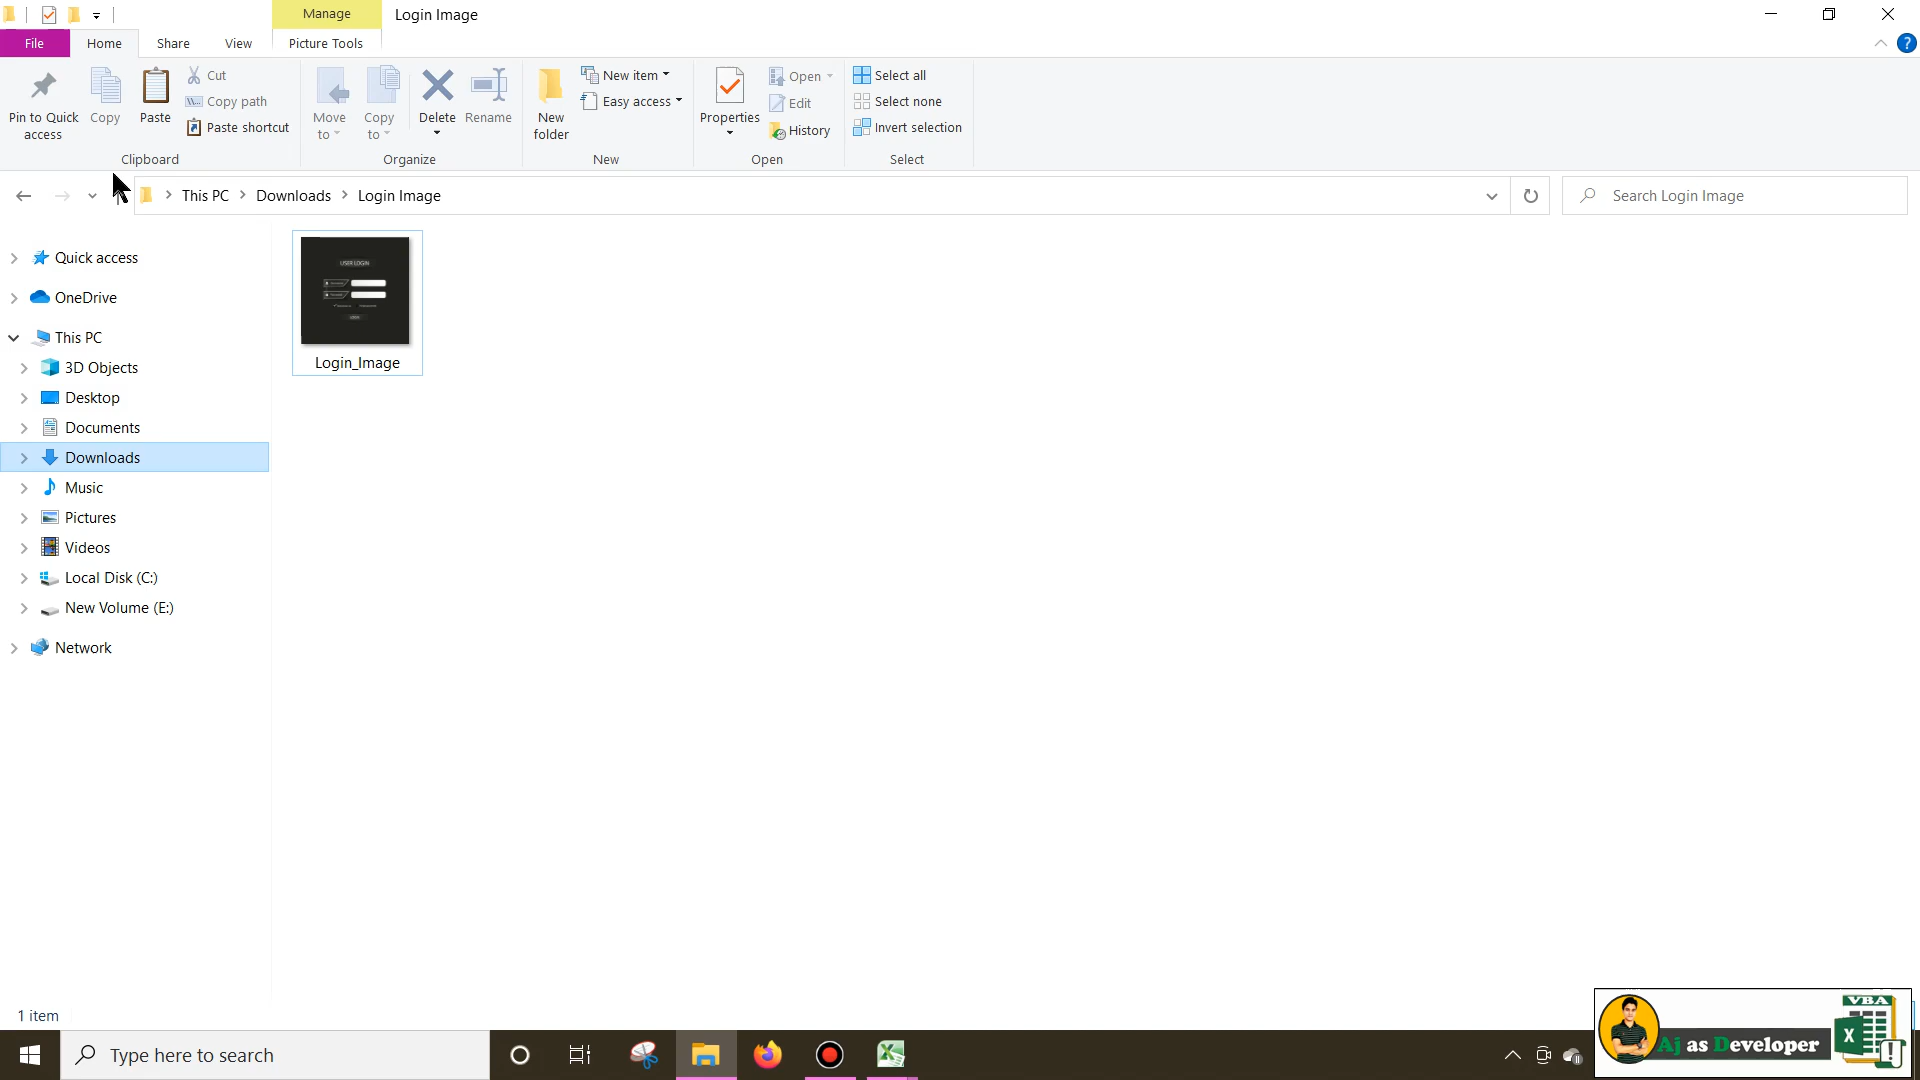 Manage
Login Image
File
Home
Share
View
Picture Tools
?
Pin to Quick access
Copy
Paste
Cut
Copy path
Paste shortcut
Move to
Copy to
Delete
Rename
New folder
New item
Easy access
Properties
Open
Edit
History
Select all
Select none
Invert selection
Clipboard
Organize
New
Open
Select
This PC
Downloads
Login Image
Search Login Image
Quick access
OneDrive
This PC
3D Objects
Desktop
Documents
Downloads
Music
Pictures
Videos
Local Disk (C:)
New Volume (E:)
Network
USER LOGIN
Login_Image
1 item
Type here to search
Aj as Developer
VBA
X